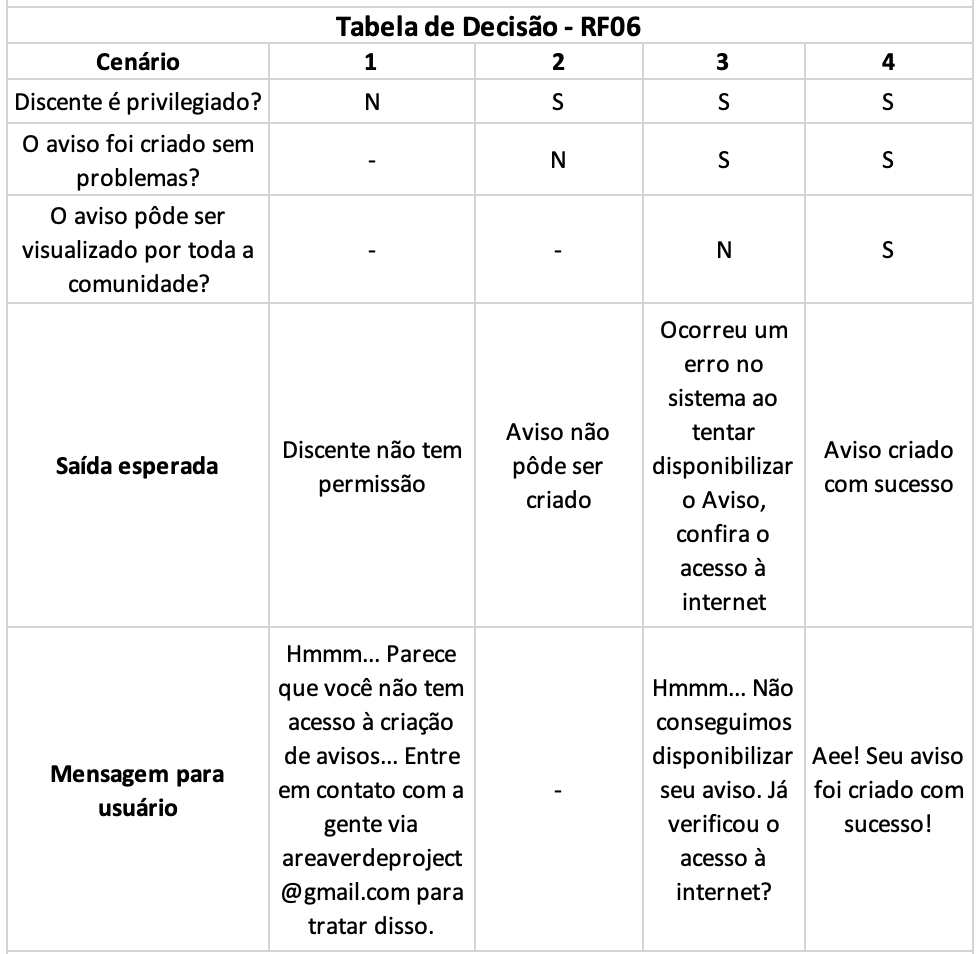 Tabela de Decisão - RF06
Cenário 1 2 3 4
Discente é privilegiado? N S S S
O aviso foi criado sem
problemas?
- N S S
O aviso pôde ser
visualizado por toda a
comunidade?
- - N S
Saída esperada
Discente não tem
permissão
Aviso não
pôde ser
criado
Ocorreu um
erro no
sistema ao
tentar
disponibilizar
o Aviso,
confira o
acesso à
internet
Aviso criado
com sucesso
Mensagem para
usuário
Hmmm... Parece
que você não tem
acesso à criação
de avisos... Entre
em contato com a
gente via
areaverdeproject
@gmail.com para
tratar disso.
-
Hmmm... Não
conseguimos
disponibilizar
seu aviso. Já
verificou o
acesso à
internet?
Aee! Seu aviso
foi criado com
sucesso!